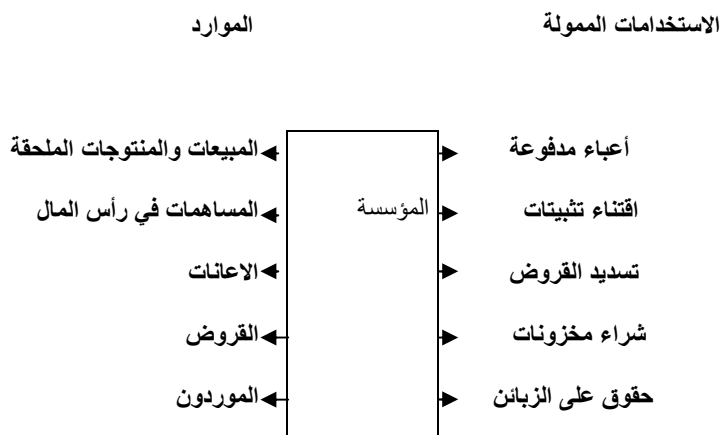 الاستخدامات الممولة الموارد
أعباء مدفوعة المبيعات والمنتوجات الملحقة
اقتناء تثبيتات المؤسسة المساهمات في رأس المال
تسديد القروض الاعانات
شراء مخزونات القروض
حقوق على الزبائن الموردون